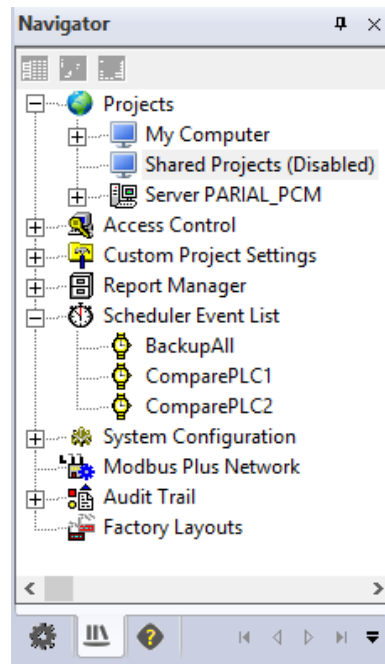 Navigator
Projects
My Computer
Shared Projects (Disabled)
Server PARIAL_PCM
Access Control
Custom Project Settings
Report Manager
Scheduler Event List
BackupAll
ComparePLC1
ComparePLC2
System Configuration
Modbus Plus Network
Audit Trail
Factory Layouts